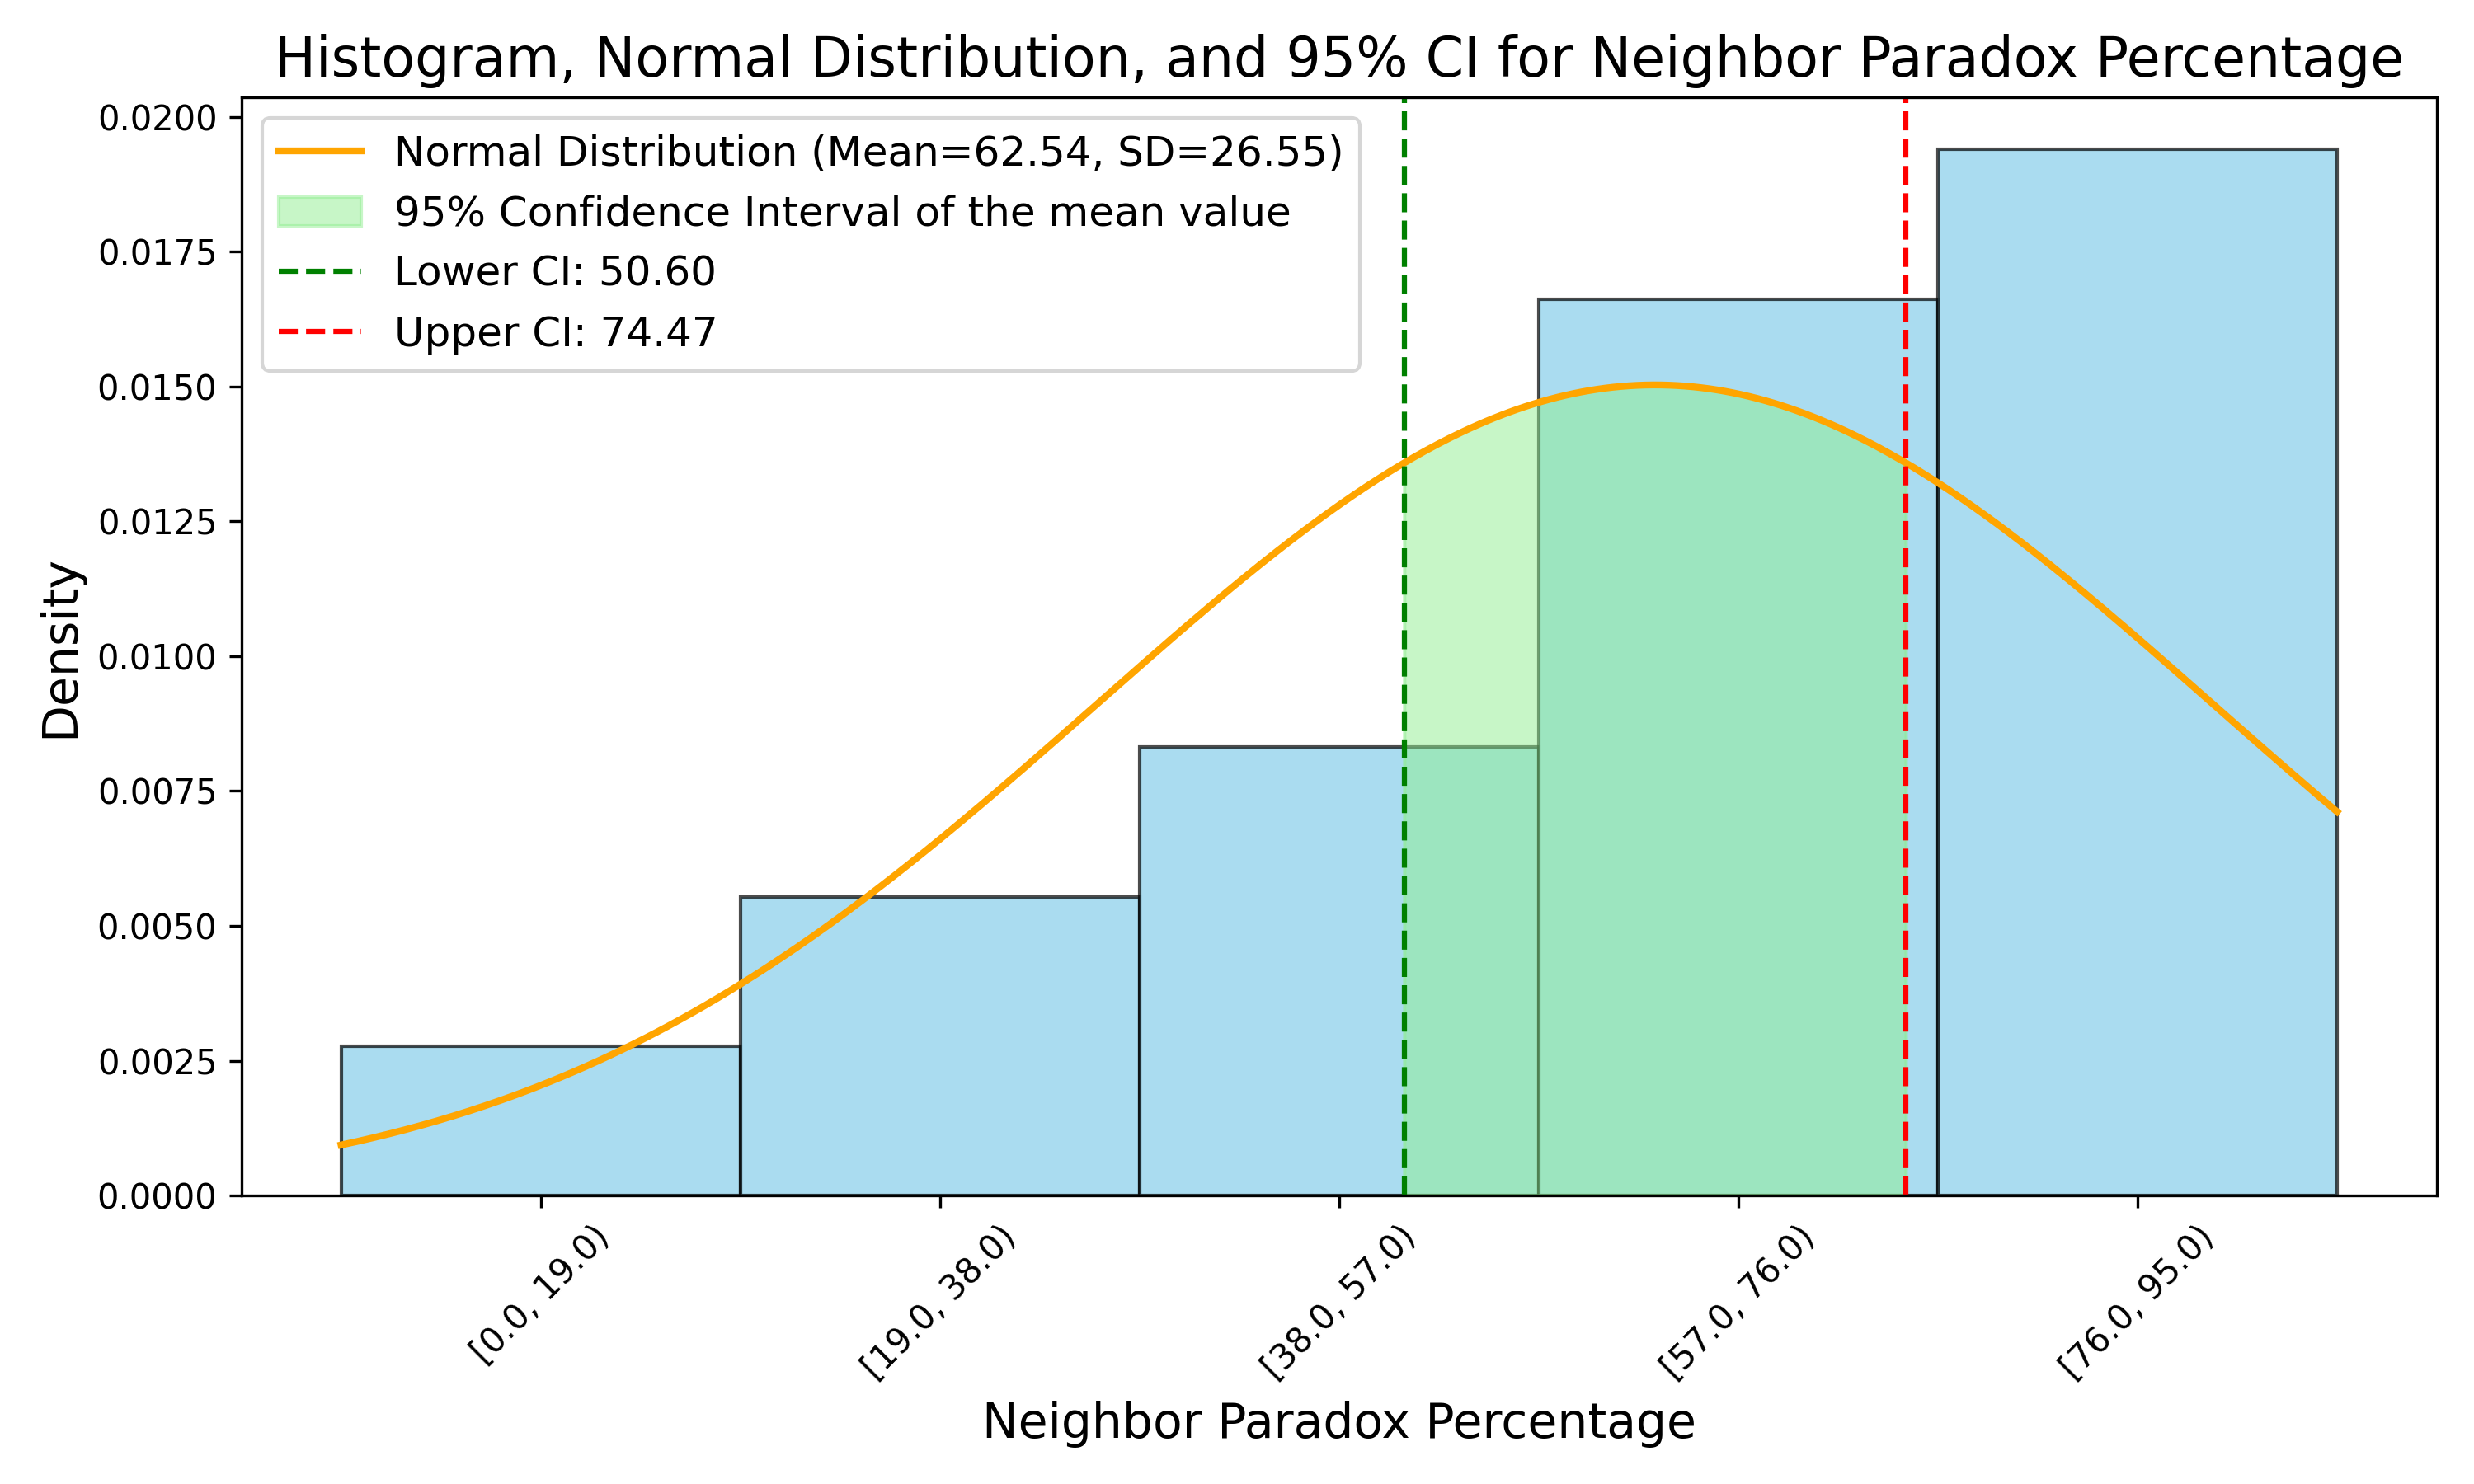 Histogram, Normal Distribution, and 95% CI for Neighbor Paradox Percentage
Normal Distribution (Mean=62.54, SD=26.55)
95% Confidence Interval of the mean value
Lower CI: 50.60
Upper CI: 74.47
Density
0.0200
0.0175
0.0150
0.0125
0.0100
0.0075
0.0050
0.0025
0.0000
[0.0, 19.0)
[19.0, 38.0)
[38.0, 57.0)
[57.0, 76.0)
[76.0, 95.0)
Neighbor Paradox Percentage